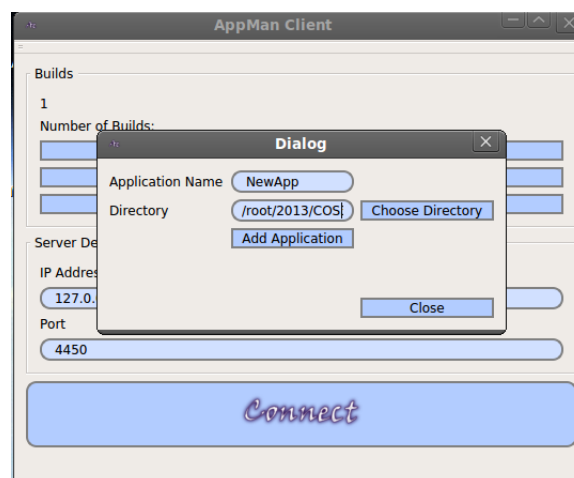 AppMan Client
Builds
1
Number of Builds:
Dialog
Application Name NewApp
Directory /root/2013/COS Choose Directory
Add Application
Close
Server De
IP Addres
127.0.
Port
4450
Connect